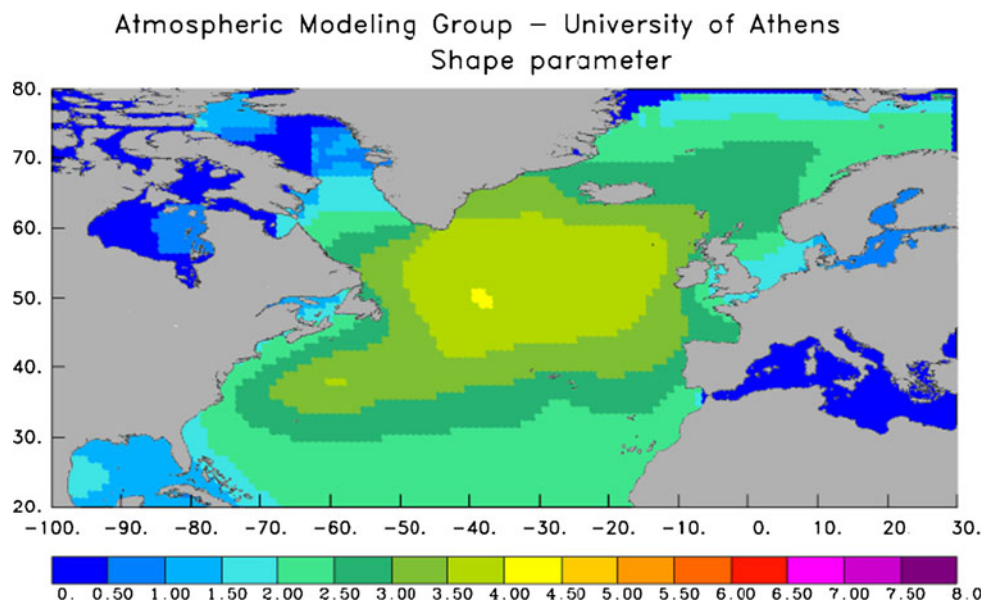 Atmospheric Modeling Group – University of Athens
Shape parameter
80.
70.
60.
50.
40.
30.
20.
-100. -90. -80. -70. -60. -50. -40. -30. -20. -10. 0. 10. 20. 30.
0. 0.50 1.00 1.50 2.00 2.50 3.00 3.50 4.00 4.50 5.00 5.50 6.00 6.50 7.00 7.50 8.0